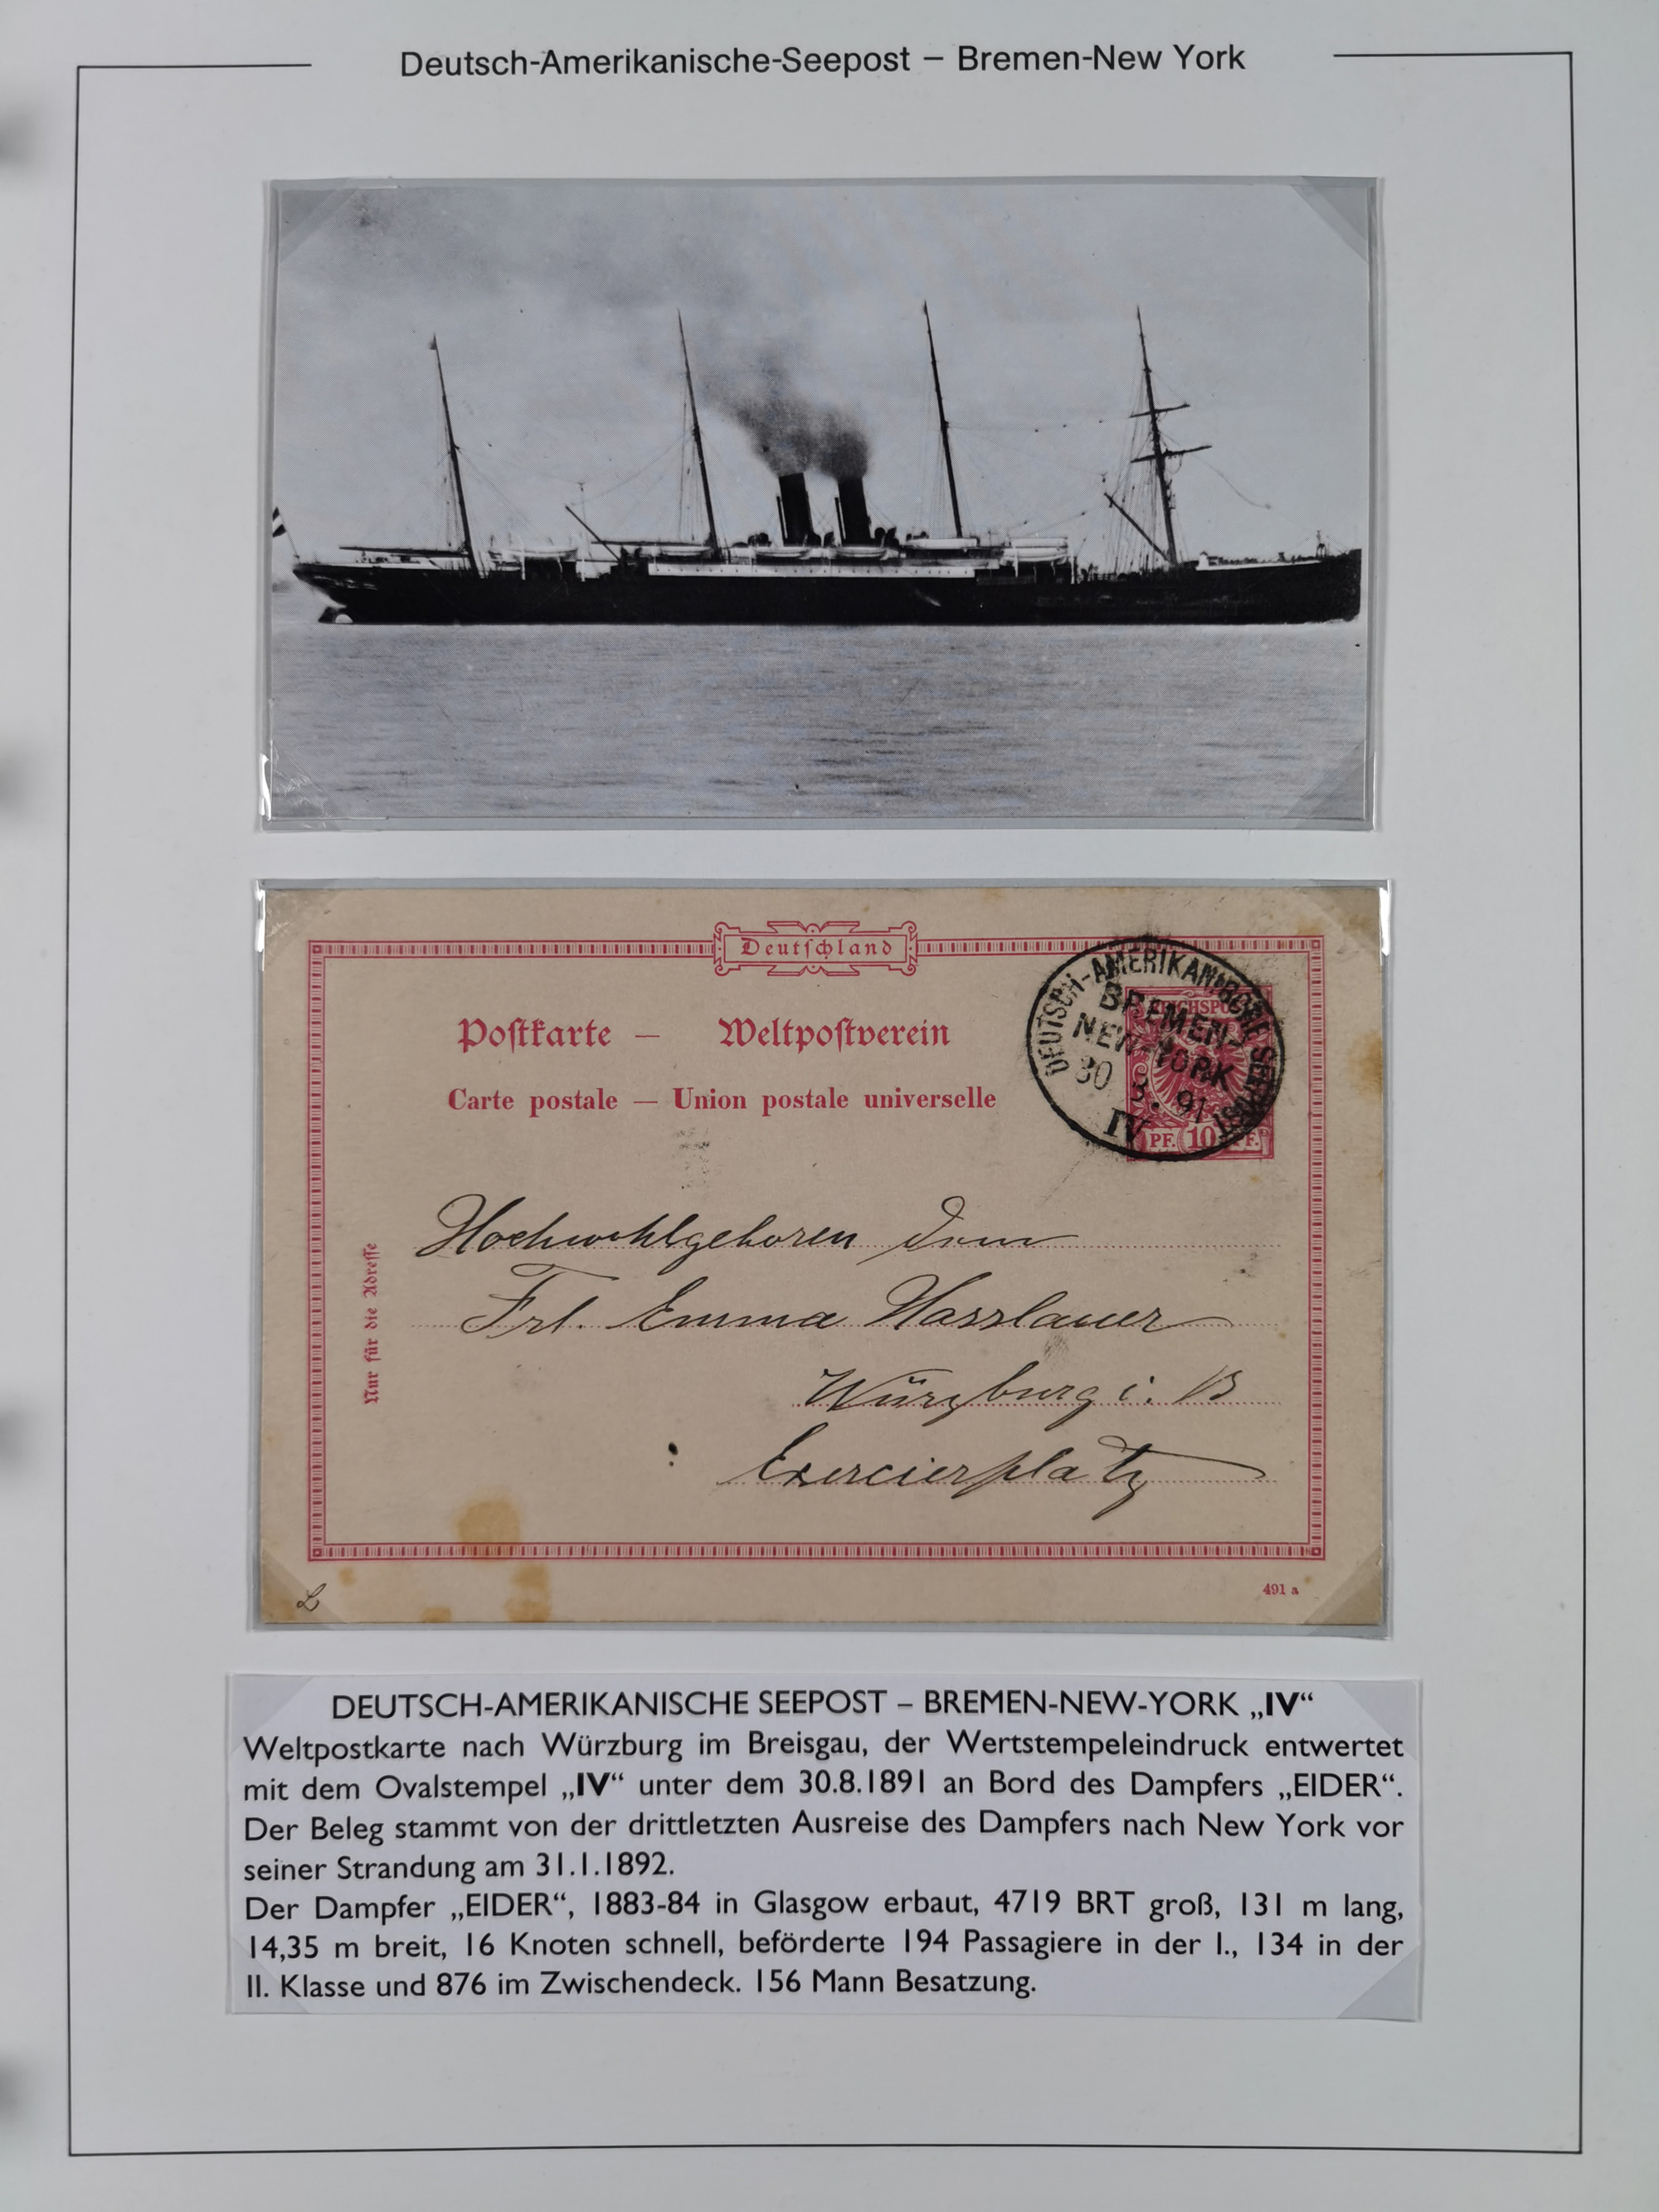 Deutsch-Amerikanische-Seepost – Bremen-New York
Deutschland
Postkarte — Weltpostverein
Carte postale — Union postale universelle
DEUTSCH-AMERIKANISCHE SEEPOST
BREMEN-
NEW-YORK
30 8. 91
IV
PF. 10 PF.
Nur für die Adresse
Hochwohlgeboren
Frl. Emma Hasslauer
Würzburg i. B
Exercierplatz
491 a
DEUTSCH-AMERIKANISCHE SEEPOST – BREMEN-NEW-YORK „IV“
Weltpostkarte nach Würzburg im Breisgau, der Wertstempeleindruck entwertet
mit dem Ovalstempel „IV“ unter dem 30.8.1891 an Bord des Dampfers „EIDER“.
Der Beleg stammt von der drittletzten Ausreise des Dampfers nach New York vor
seiner Strandung am 31.1.1892.
Der Dampfer „EIDER“, 1883-84 in Glasgow erbaut, 4719 BRT groß, 131 m lang,
14,35 m breit, 16 Knoten schnell, beförderte 194 Passagiere in der I., 134 in der
II. Klasse und 876 im Zwischendeck. 156 Mann Besatzung.